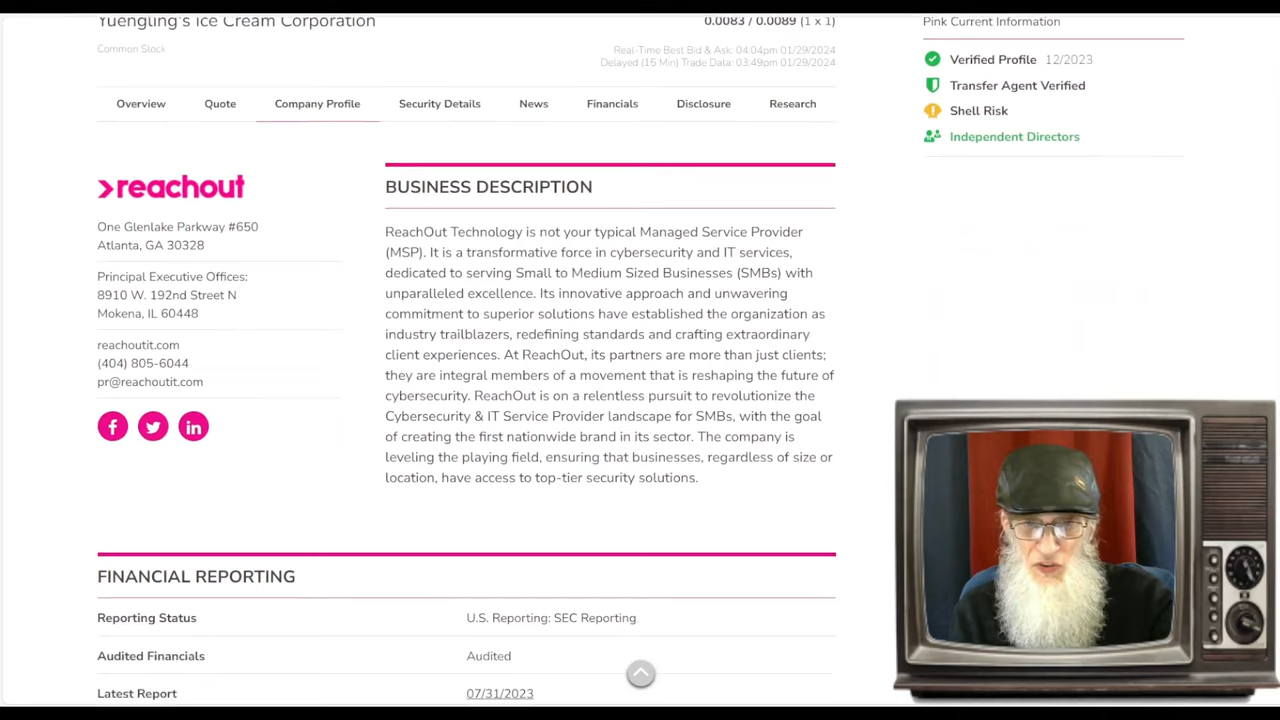 Yuengling's Ice Cream Corporation
0.0083 / 0.0089 (1 x 1)
Common Stock
Real-Time Best Bid & Ask: 04:04pm 01/29/2024
Delayed (15 Min) Trade Data: 03:49pm 01/29/2024
Pink Current Information
Verified Profile 12/2023
Transfer Agent Verified
Shell Risk
Independent Directors
Overview Quote Company Profile Security Details News Financials Disclosure Research
>reachout
One Glenlake Parkway #650
Atlanta, GA 30328
Principal Executive Offices:
8910 W. 192nd Street N
Mokena, IL 60448
reachoutit.com
(404) 805-6044
pr@reachoutit.com
BUSINESS DESCRIPTION
ReachOut Technology is not your typical Managed Service Provider
(MSP). It is a transformative force in cybersecurity and IT services,
dedicated to serving Small to Medium Sized Businesses (SMBs) with
unparalleled excellence. Its innovative approach and unwavering
commitment to superior solutions have established the organization as
industry trailblazers, redefining standards and crafting extraordinary
client experiences. At ReachOut, its partners are more than just clients;
they are integral members of a movement that is reshaping the future of
cybersecurity. ReachOut is on a relentless pursuit to revolutionize the
Cybersecurity & IT Service Provider landscape for SMBs, with the goal
of creating the first nationwide brand in its sector. The company is
leveling the playing field, ensuring that businesses, regardless of size or
location, have access to top-tier security solutions.
FINANCIAL REPORTING
Reporting Status U.S. Reporting: SEC Reporting
Audited Financials Audited
Latest Report 07/31/2023